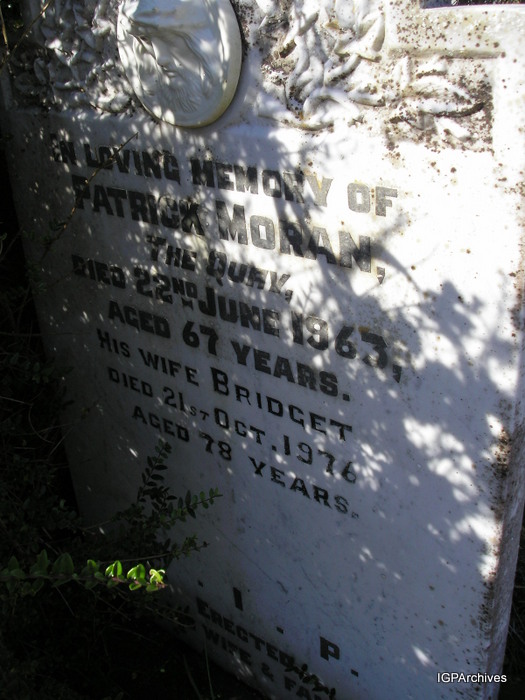 IN LOVING MEMORY OF
PATRICK MORAN,
THE QUAY,
DIED 22ND JUNE 1963,
AGED 67 YEARS.
HIS WIFE BRIDGET
DIED 21ST OCT. 1976
AGED 78 YEARS.
. I . P .
ERECTED BY
WIFE & FA
IGPArchives